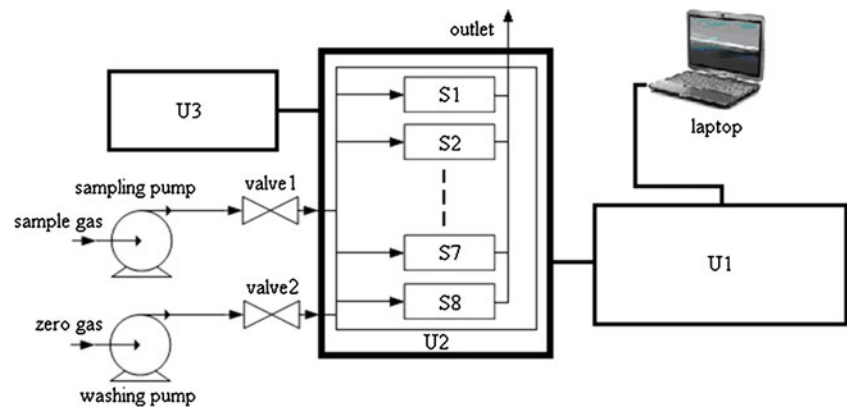 outlet
U3
S1
S2
laptop
sampling pump
valve1
sample gas
S7
U1
valve2
S8
zero gas
U2
washing pump